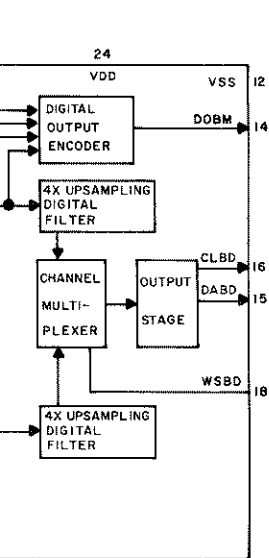 24
VDD
VSS 12
DIGITAL
OUTPUT
ENCODER
DOBM 14
4X UPSAMPLING
DIGITAL
FILTER
CHANNEL
MULTI-
PLEXER
OUTPUT
STAGE
CLBD 16
DABD 15
WSBD 18
4X UPSAMPLING
DIGITAL
FILTER